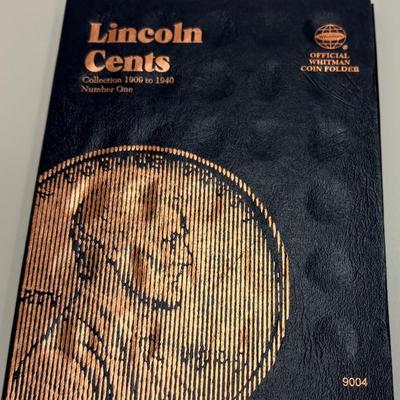 Lincoln
Cents
Collection 1909 to 1940
Number One
OFFICIAL
WHITMAN
COIN FOLDER
9004